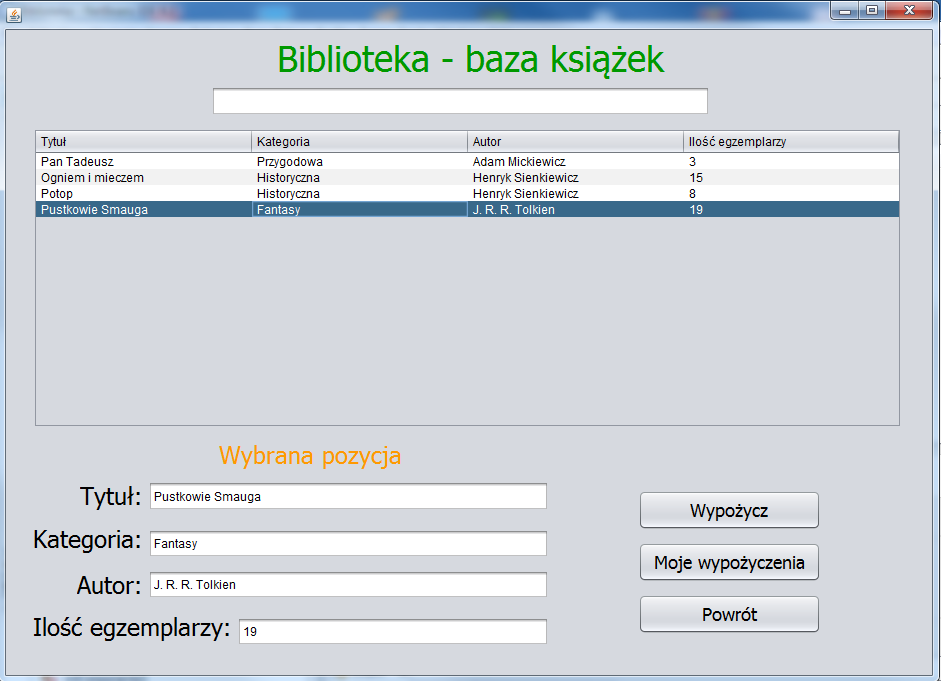 Biblioteka - baza książek
Tytuł Kategoria Autor Ilość egzemplarzy
Pan Tadeusz Przygodowa Adam Mickiewicz 3
Ogniem i mieczem Historyczna Henryk Sienkiewicz 15
Potop Historyczna Henryk Sienkiewicz 8
Pustkowie Smauga Fantasy J. R. R. Tolkien 19
Wybrana pozycja
Tytuł: Pustkowie Smauga
Kategoria: Fantasy
Autor: J. R. R. Tolkien
Ilość egzemplarzy: 19
Wypożycz
Moje wypożyczenia
Powrót